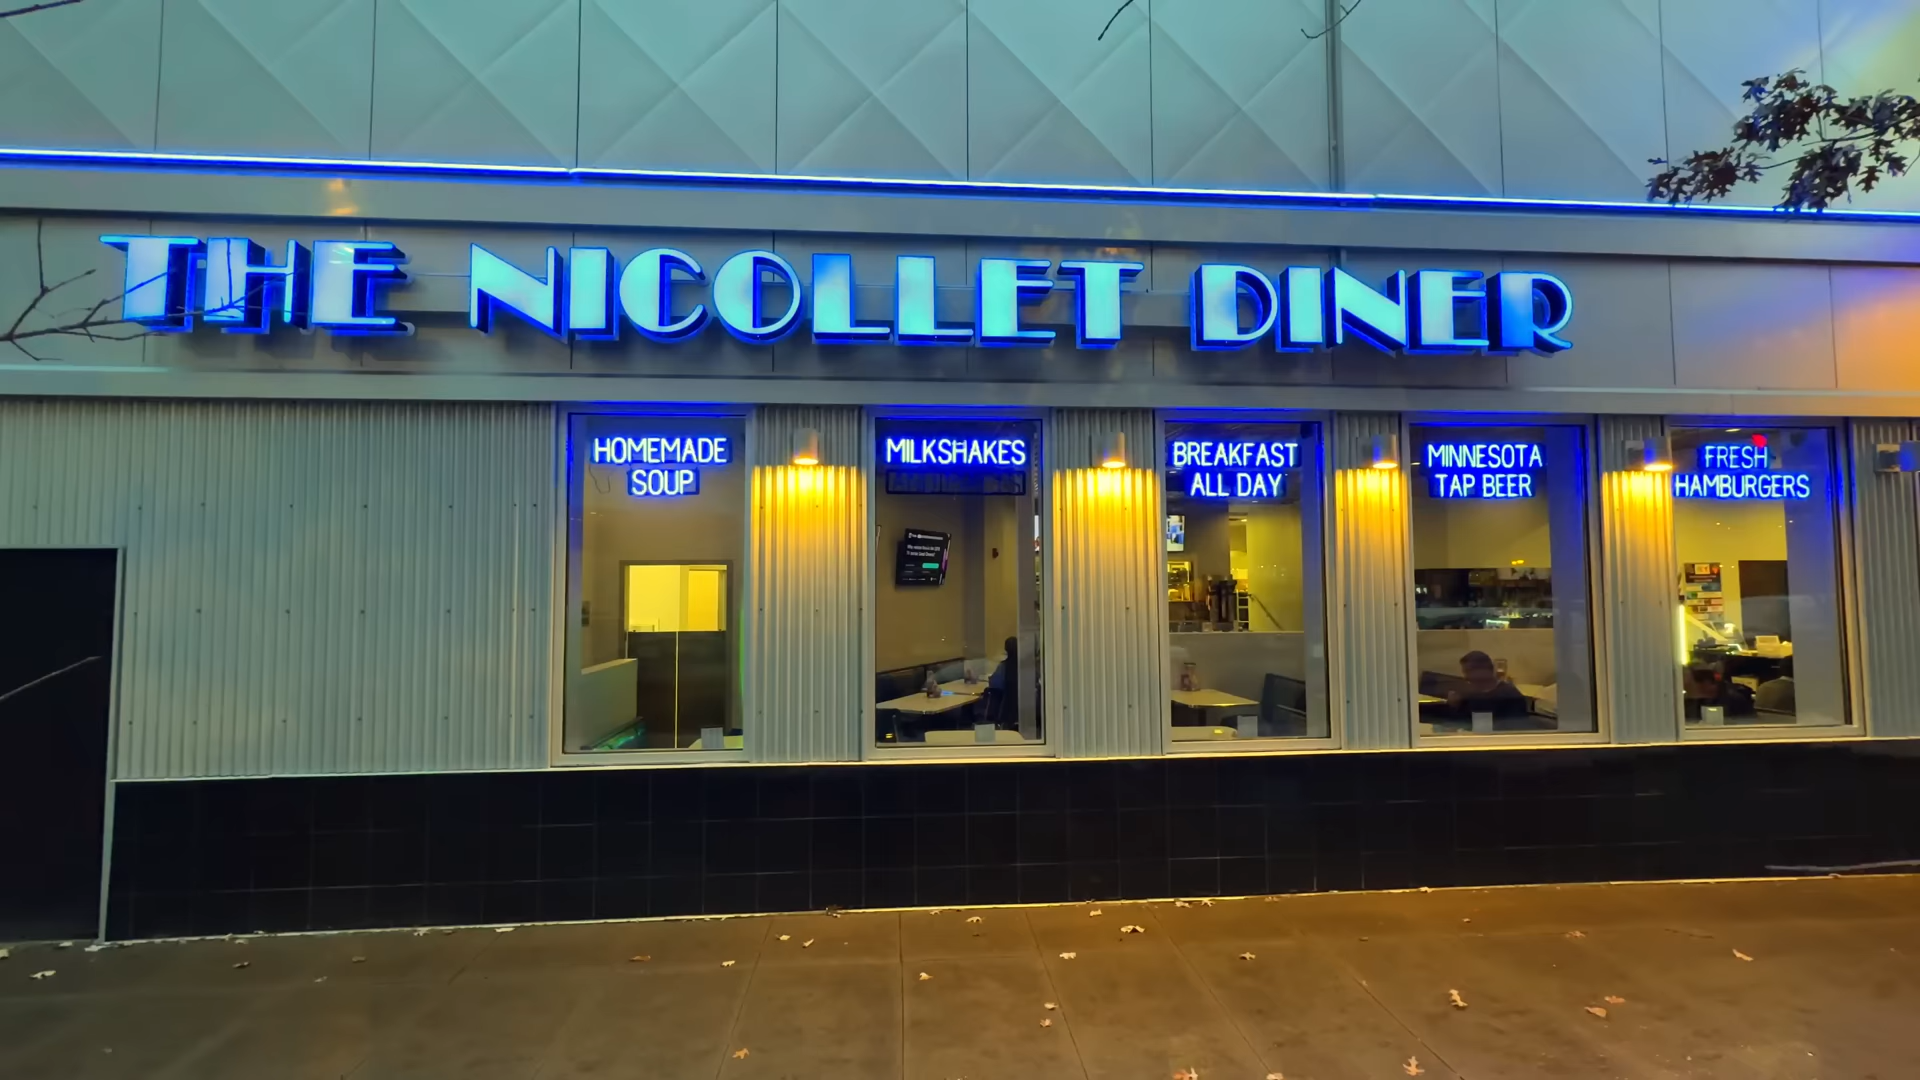 THE NICOLLET DINER
HOMEMADE
SOUP
MILKSHAKES
BREAKFAST
ALL DAY
MINNESOTA
TAP BEER
FRESH
HAMBURGERS